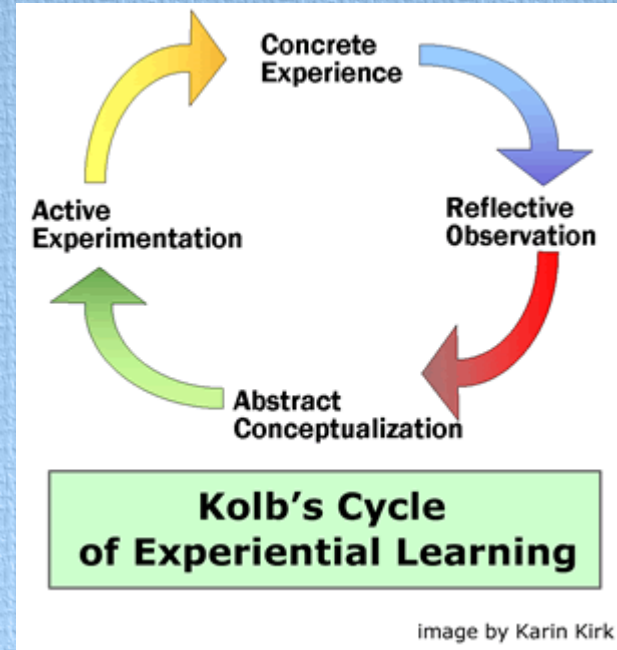 Concrete
Experience
Reflective
Observation
Abstract
Conceptualization
Active
Experimentation
Kolb's Cycle
of Experiential Learning
image by Karin Kirk